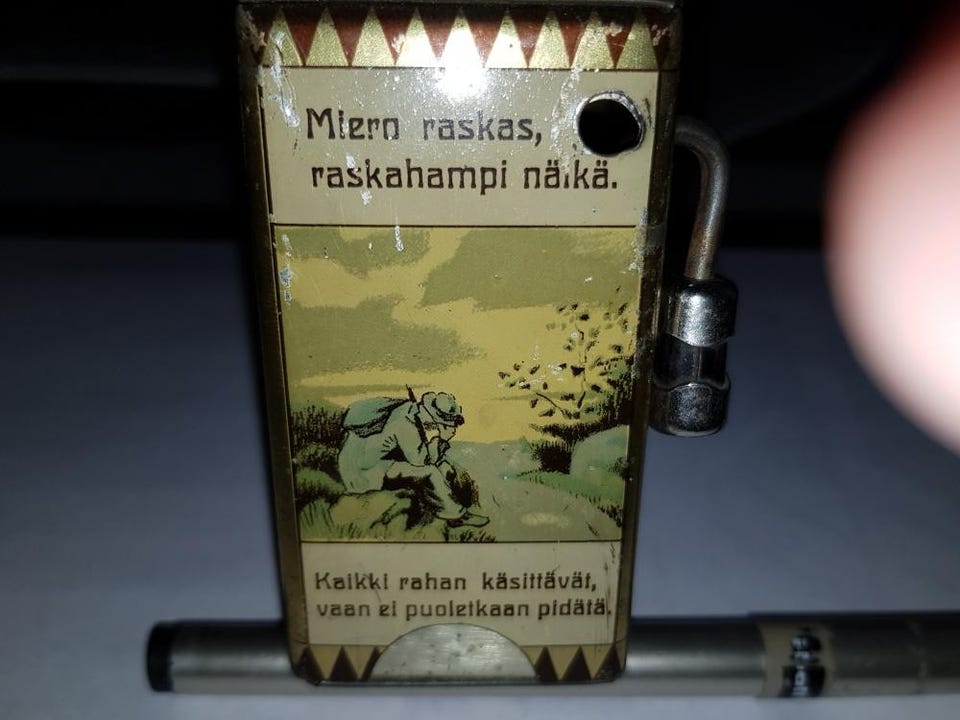 Miero raskas,
raskahampi näikä.
Kaikki rahan käsittävät,
vaan ei puoletkaan pidätä.